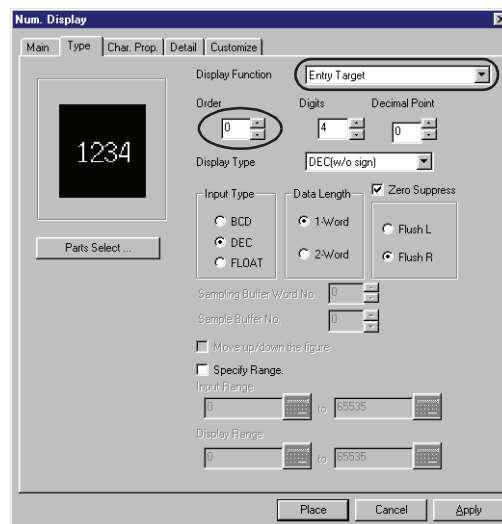 Num. Display
Main Type Char. Prop. Detail Customize
Display Function Entry Target
Order Digits Decimal Point
0 4 0
1234
Display Type DEC(w/o sign)
Input Type Data Length Zero Suppress
BCD 1-Word Flush L
DEC
FLOAT 2-Word Flush R
Parts Select ...
Sampling Buffer Word No. 0
Sample Buffer No. 0
Move up/down the figure
Specify Range.
Input Range
0 to 65535
Display Range
0 to 65535
Place Cancel Apply